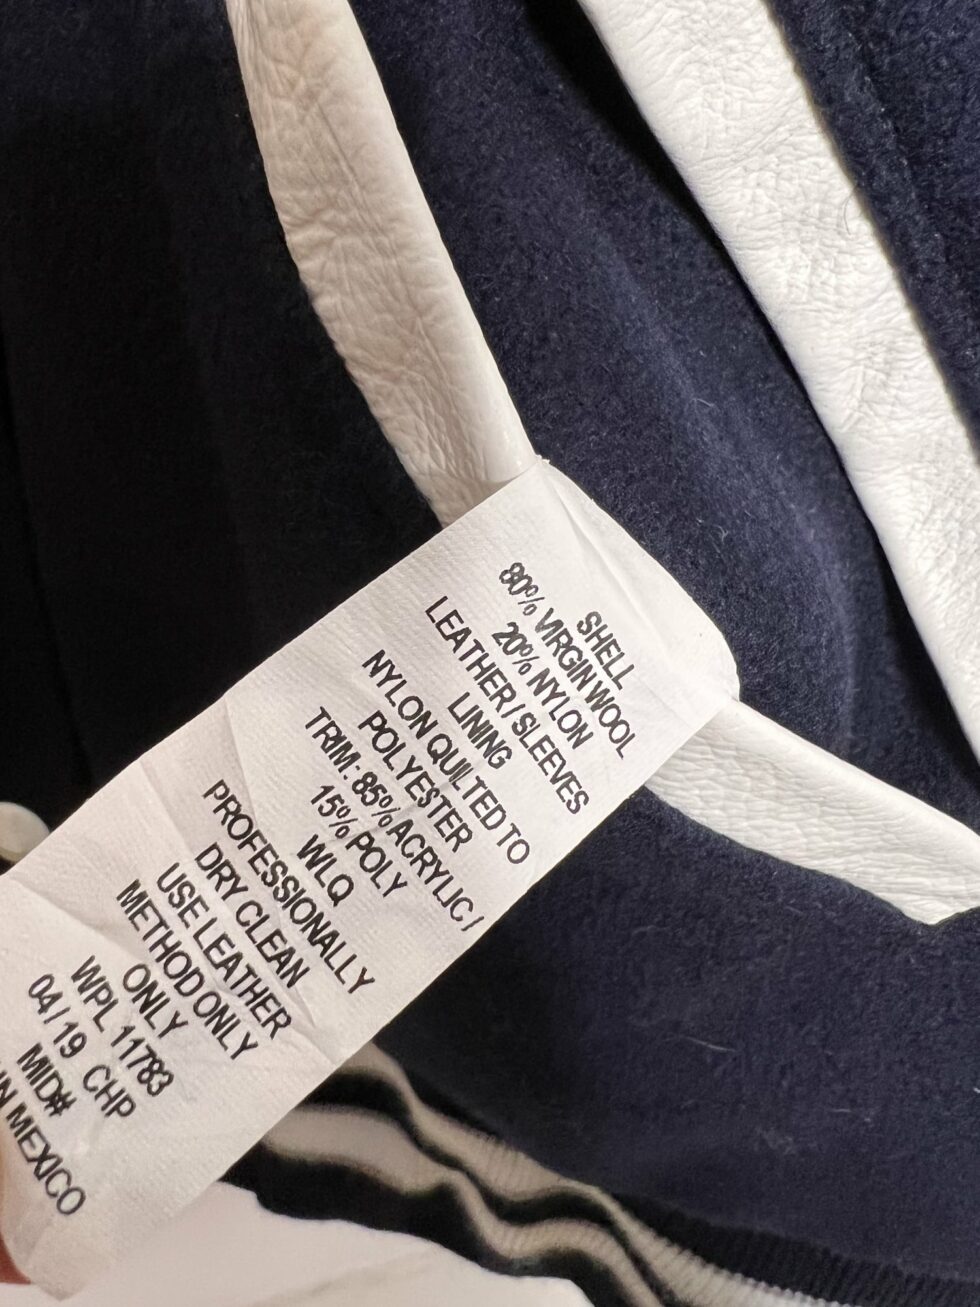 SHELL
80% VIRGIN WOOL
20% NYLON
LEATHER / SLEEVES
LINING
NYLON QUILTED TO
POLYESTER
TRIM: 85% ACRYLIC /
15% POLY
WLQ
PROFESSIONALLY
DRY CLEAN
USE LEATHER
METHOD ONLY
ONLY
WPL 11783
04 / 19 CHP
MID#
IN MEXICO